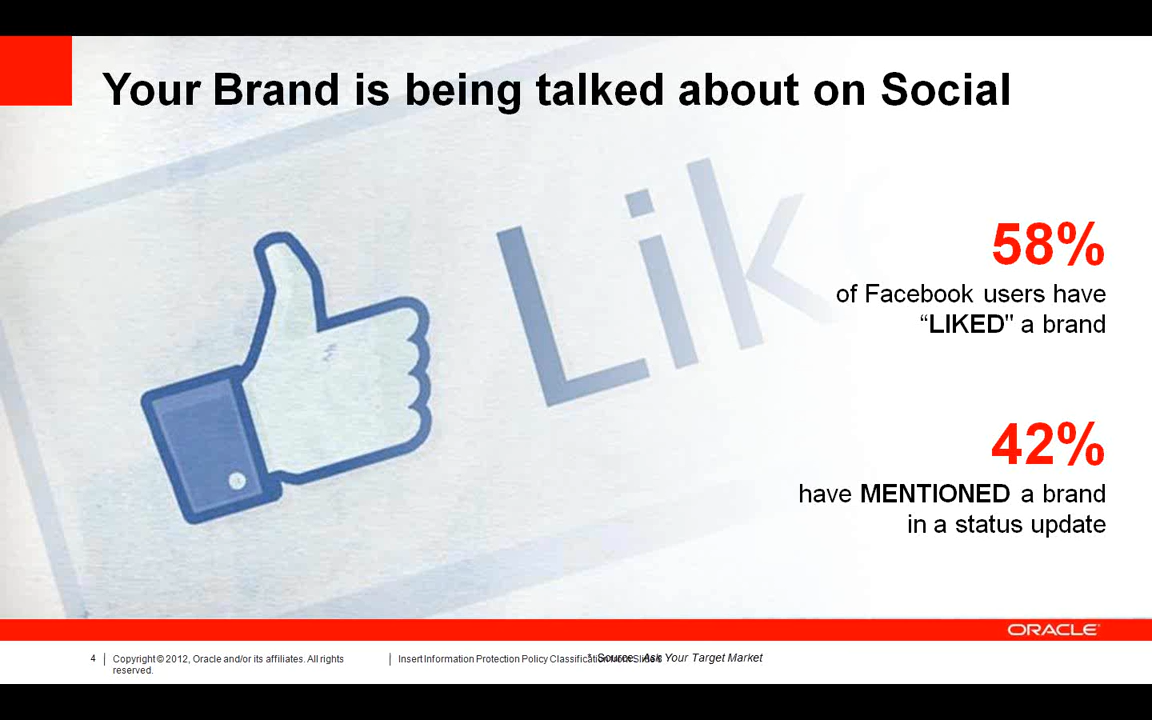 Your Brand is being talked about on Social
Lik
58%
of Facebook users have
“LIKED" a brand
42%
have MENTIONED a brand
in a status update
ORACLE
4
Copyright © 2012, Oracle and/or its affiliates. All rights
reserved.
Insert Information Protection Policy Classification from Slide
* Source: Ask Your Target Market